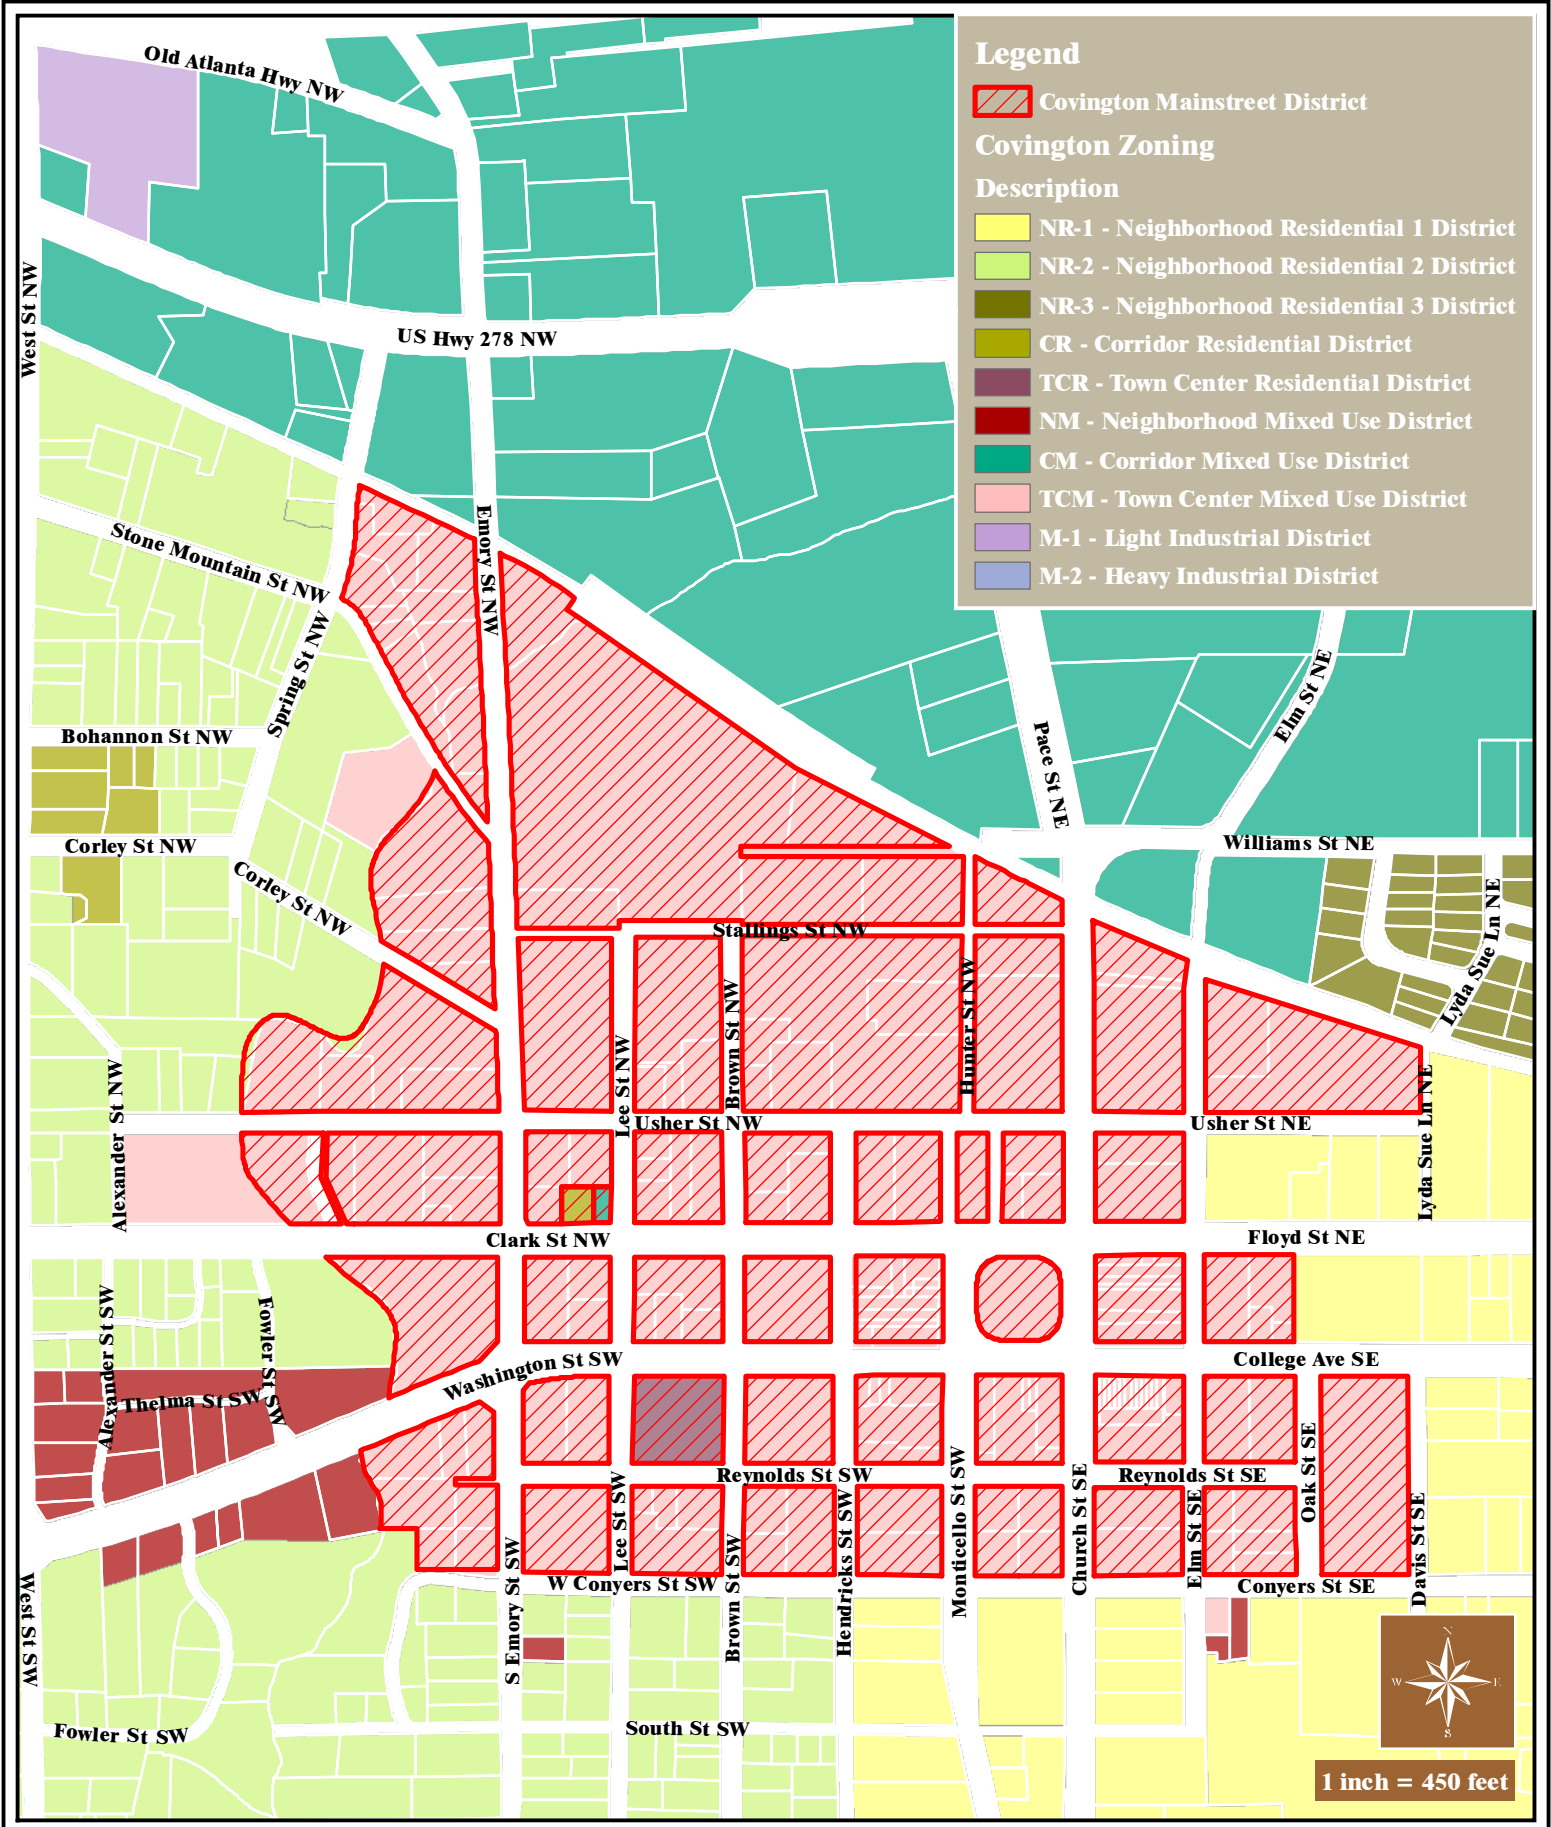 Legend
Covington Mainstreet District
Covington Zoning
Description
NR-1 - Neighborhood Residential 1 District
NR-2 - Neighborhood Residential 2 District
NR-3 - Neighborhood Residential 3 District
CR - Corridor Residential District
TCR - Town Center Residential District
NM - Neighborhood Mixed Use District
CM - Corridor Mixed Use District
TCM - Town Center Mixed Use District
M-1 - Light Industrial District
M-2 - Heavy Industrial District
Old Atlanta Hwy NW
West St NW
US Hwy 278 NW
Stone Mountain St NW
Emory St NW
Spring St NW
Bohannon St NW
Pace St NE
Elm St NE
Corley St NW
Corley St NW
Williams St NE
Stallings St NW
Lyda Sue Ln NE
Hunter St NW
Brown St NW
Lee St NW
Alexander St NW
Usher St NW
Usher St NE
Lyda Sue Ln NE
Clark St NW
Floyd St NE
Alexander St SW
Fowler St SW
Washington St SW
College Ave SE
Thelma St SW
Reynolds St SW
Reynolds St SE
Oak St SE
Lee St SW
Hendricks St SW
Monticello St SW
Church St SE
Elm St SE
Davis St SE
W Conyers St SW
Conyers St SE
West St SW
S Emory St SW
Brown St SW
Fowler St SW
South St SW
N
W
E
S
1 inch = 450 feet